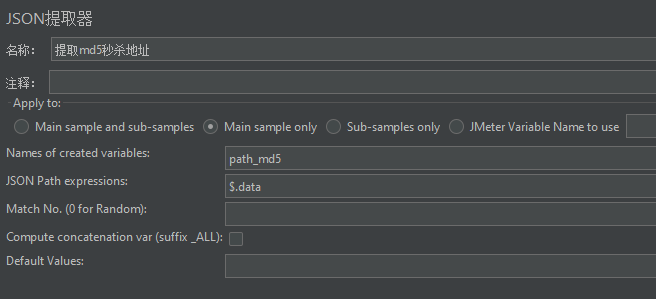 JSON提取器
名称： 提取md5秒杀地址
注释：
Apply to:
Main sample and sub-samples Main sample only Sub-samples only JMeter Variable Name to use
Names of created variables: path_md5
JSON Path expressions: $.data
Match No. (0 for Random):
Compute concatenation var (suffix _ALL):
Default Values: